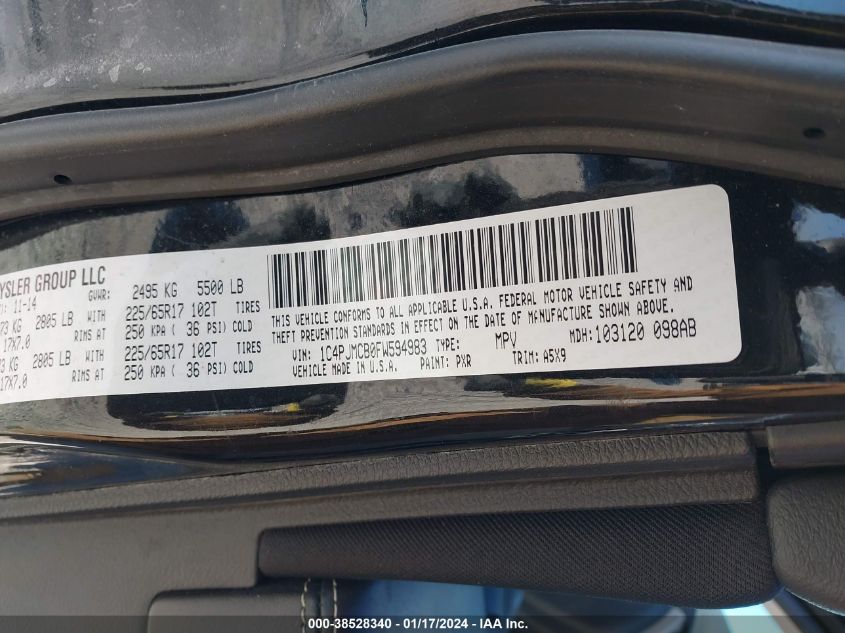 YSLER GROUP LLC
11-14 GVWR: 2495 KG 5500 LB
73 KG 2805 LB WITH 225/65R17 102T TIRES
17X7.0 RIMS AT 250 KPA ( 36 PSI) COLD
KG 2805 LB WITH 225/65R17 102T TIRES
17X7.0 RIMS AT 250 KPA ( 36 PSI) COLD
THIS VEHICLE CONFORMS TO ALL APPLICABLE U.S.A. FEDERAL MOTOR VEHICLE SAFETY AND
THEFT PREVENTION STANDARDS IN EFFECT ON THE DATE OF MANUFACTURE SHOWN ABOVE.
VIN: 1C4PJMCB0FW594983 TYPE: MPV MDH:103120 098AB
VEHICLE MADE IN U.S.A. PAINT: PXR TRIM: A5X9
000-38528340 - 01/17/2024 - IAA Inc.